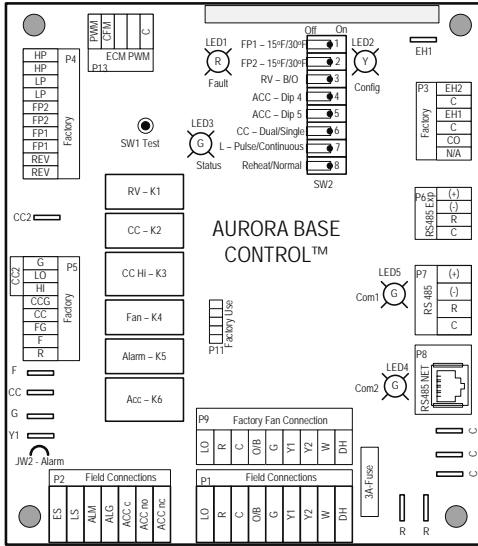 PWM
CFM
C
ECM PWM
P13
P4
HP
HP
LP
LP
FP2
FP2
FP1
FP1
REV
REV
Factory
LED1
R
Fault
Off On
FP1 – 15ºF/30ºF 1
FP2 – 15ºF/30ºF 2
RV – B/O 3
ACC – Dip 4 4
ACC – Dip 5 5
CC – Dual/Single 6
L – Pulse/Continuous 7
Reheat/Normal 8
SW2
LED2
Y
Config
EH1
P3
Factory
EH2
C
EH1
C
CO
N/A
SW1 Test
LED3
G
Status
RV – K1
CC – K2
CC Hi – K3
Fan – K4
Alarm – K5
Acc – K6
AURORA BASE
CONTROL™
P6
RS485 Exp
(+)
(-)
R
C
CC2
CC2
G
LO
HI
CCG
CC
FG
F
R
P5
Factory
Factory Use
P11
LED5
Com1
G
P7
RS 485
(+)
(-)
R
C
LED4
Com2
G
P8
RS485 NET
F
CC
G
Y1
JW2 - Alarm
P9 Factory Fan Connection
LO R C O/B G Y1 Y2 W DH
P2 Field Connections
ES LS ALM ALG ACC c ACC no ACC nc
P1 Field Connections
LO R C O/B G Y1 Y2 W DH
3A-Fuse
C
C
C
R R